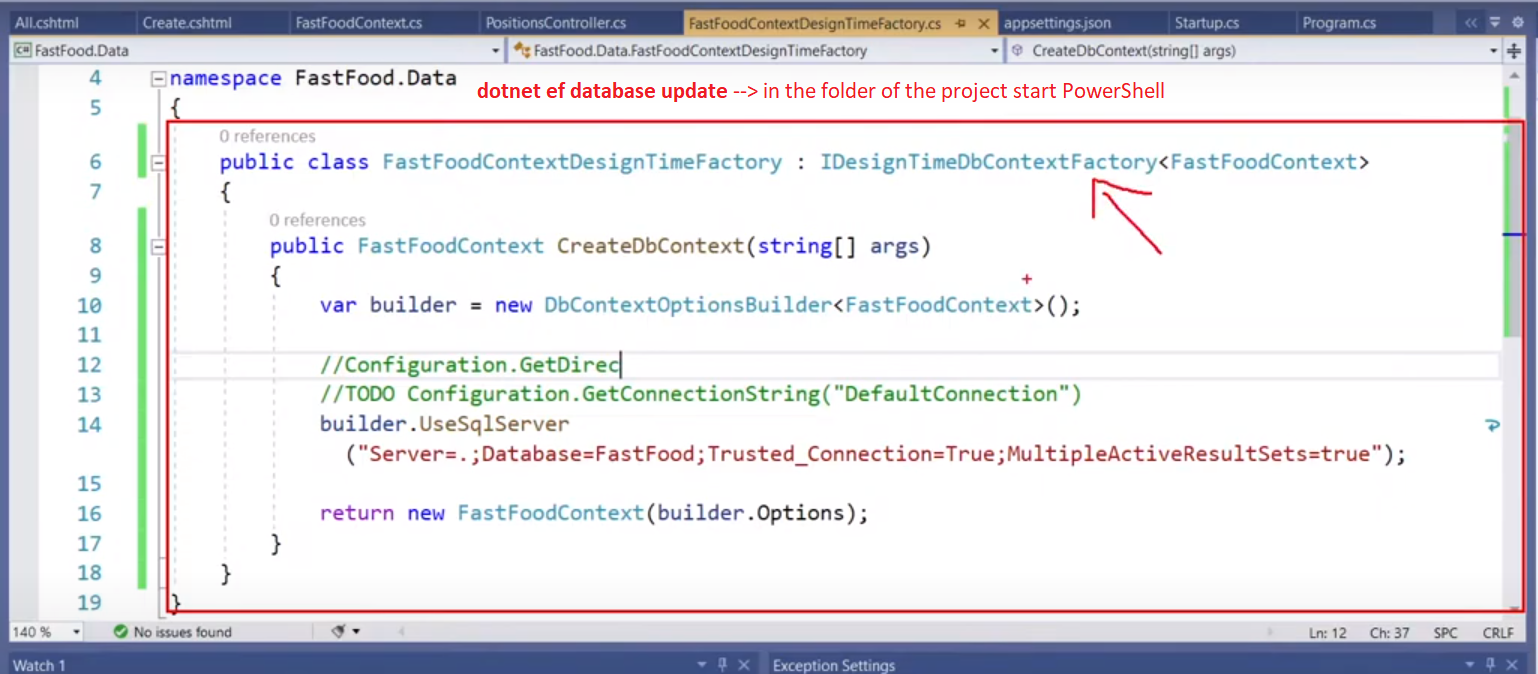 All.cshtml Create.cshtml FastFoodContext.cs PositionsController.cs FastFoodContextDesignTimeFactory.cs appsettings.json Startup.cs Program.cs
FastFood.Data FastFood.Data.FastFoodContextDesignTimeFactory CreateDbContext(string[] args)
4 namespace FastFood.Data
dotnet ef database update --> in the folder of the project start PowerShell
5 {
0 references
6 public class FastFoodContextDesignTimeFactory : IDesignTimeDbContextFactory<FastFoodContext>
7 {
0 references
8 public FastFoodContext CreateDbContext(string[] args)
9 {
10 var builder = new DbContextOptionsBuilder<FastFoodContext>();
11
12 //Configuration.GetDirec
13 //TODO Configuration.GetConnectionString("DefaultConnection")
14 builder.UseSqlServer
("Server=.;Database=FastFood;Trusted_Connection=True;MultipleActiveResultSets=true");
15
16 return new FastFoodContext(builder.Options);
17 }
18 }
19 }
140 % No issues found Ln: 12 Ch: 37 SPC CRLF
Watch 1 Exception Settings